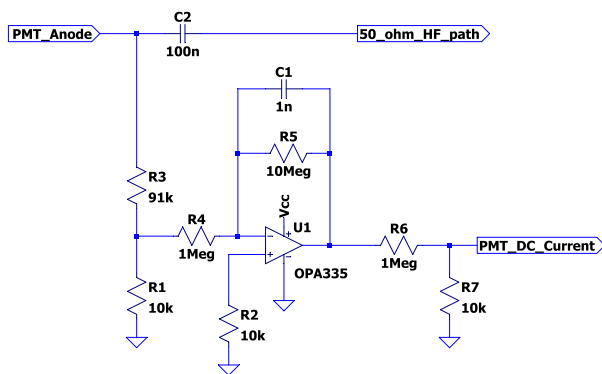 C2
PMT_Anode
50_ohm_HF_path
100n
C1
1n
R5
10Meg
R3
91k
Vcc
R4
1Meg
U1
R6
1Meg
PMT_DC_Current
OPA335
R1
10k
R2
10k
R7
10k